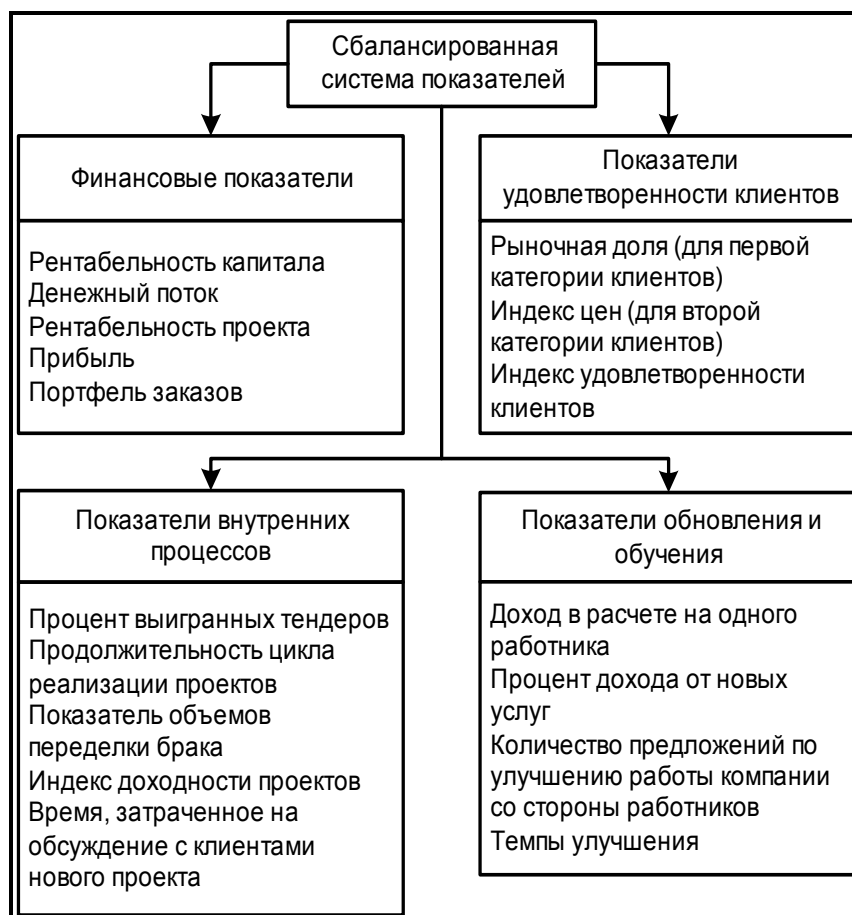 Сбалансированная
система показателей
Финансовые показатели
Рентабельность капитала
Денежный поток
Рентабельность проекта
Прибыль
Портфель заказов
Показатели
удовлетворенности клиентов
Рыночная доля (для первой
категории клиентов)
Индекс цен (для второй
категории клиентов)
Индекс удовлетворенности
клиентов
Показатели внутренних
процессов
Процент выигранных тендеров
Продолжительность цикла
реализации проектов
Показатель объемов
переделки брака
Индекс доходности проектов
Время, затраченное на
обсуждение с клиентами
нового проекта
Показатели обновления и
обучения
Доход в расчете на одного
работника
Процент дохода от новых
услуг
Количество предложений по
улучшению работы компании
со стороны работников
Темпы улучшения